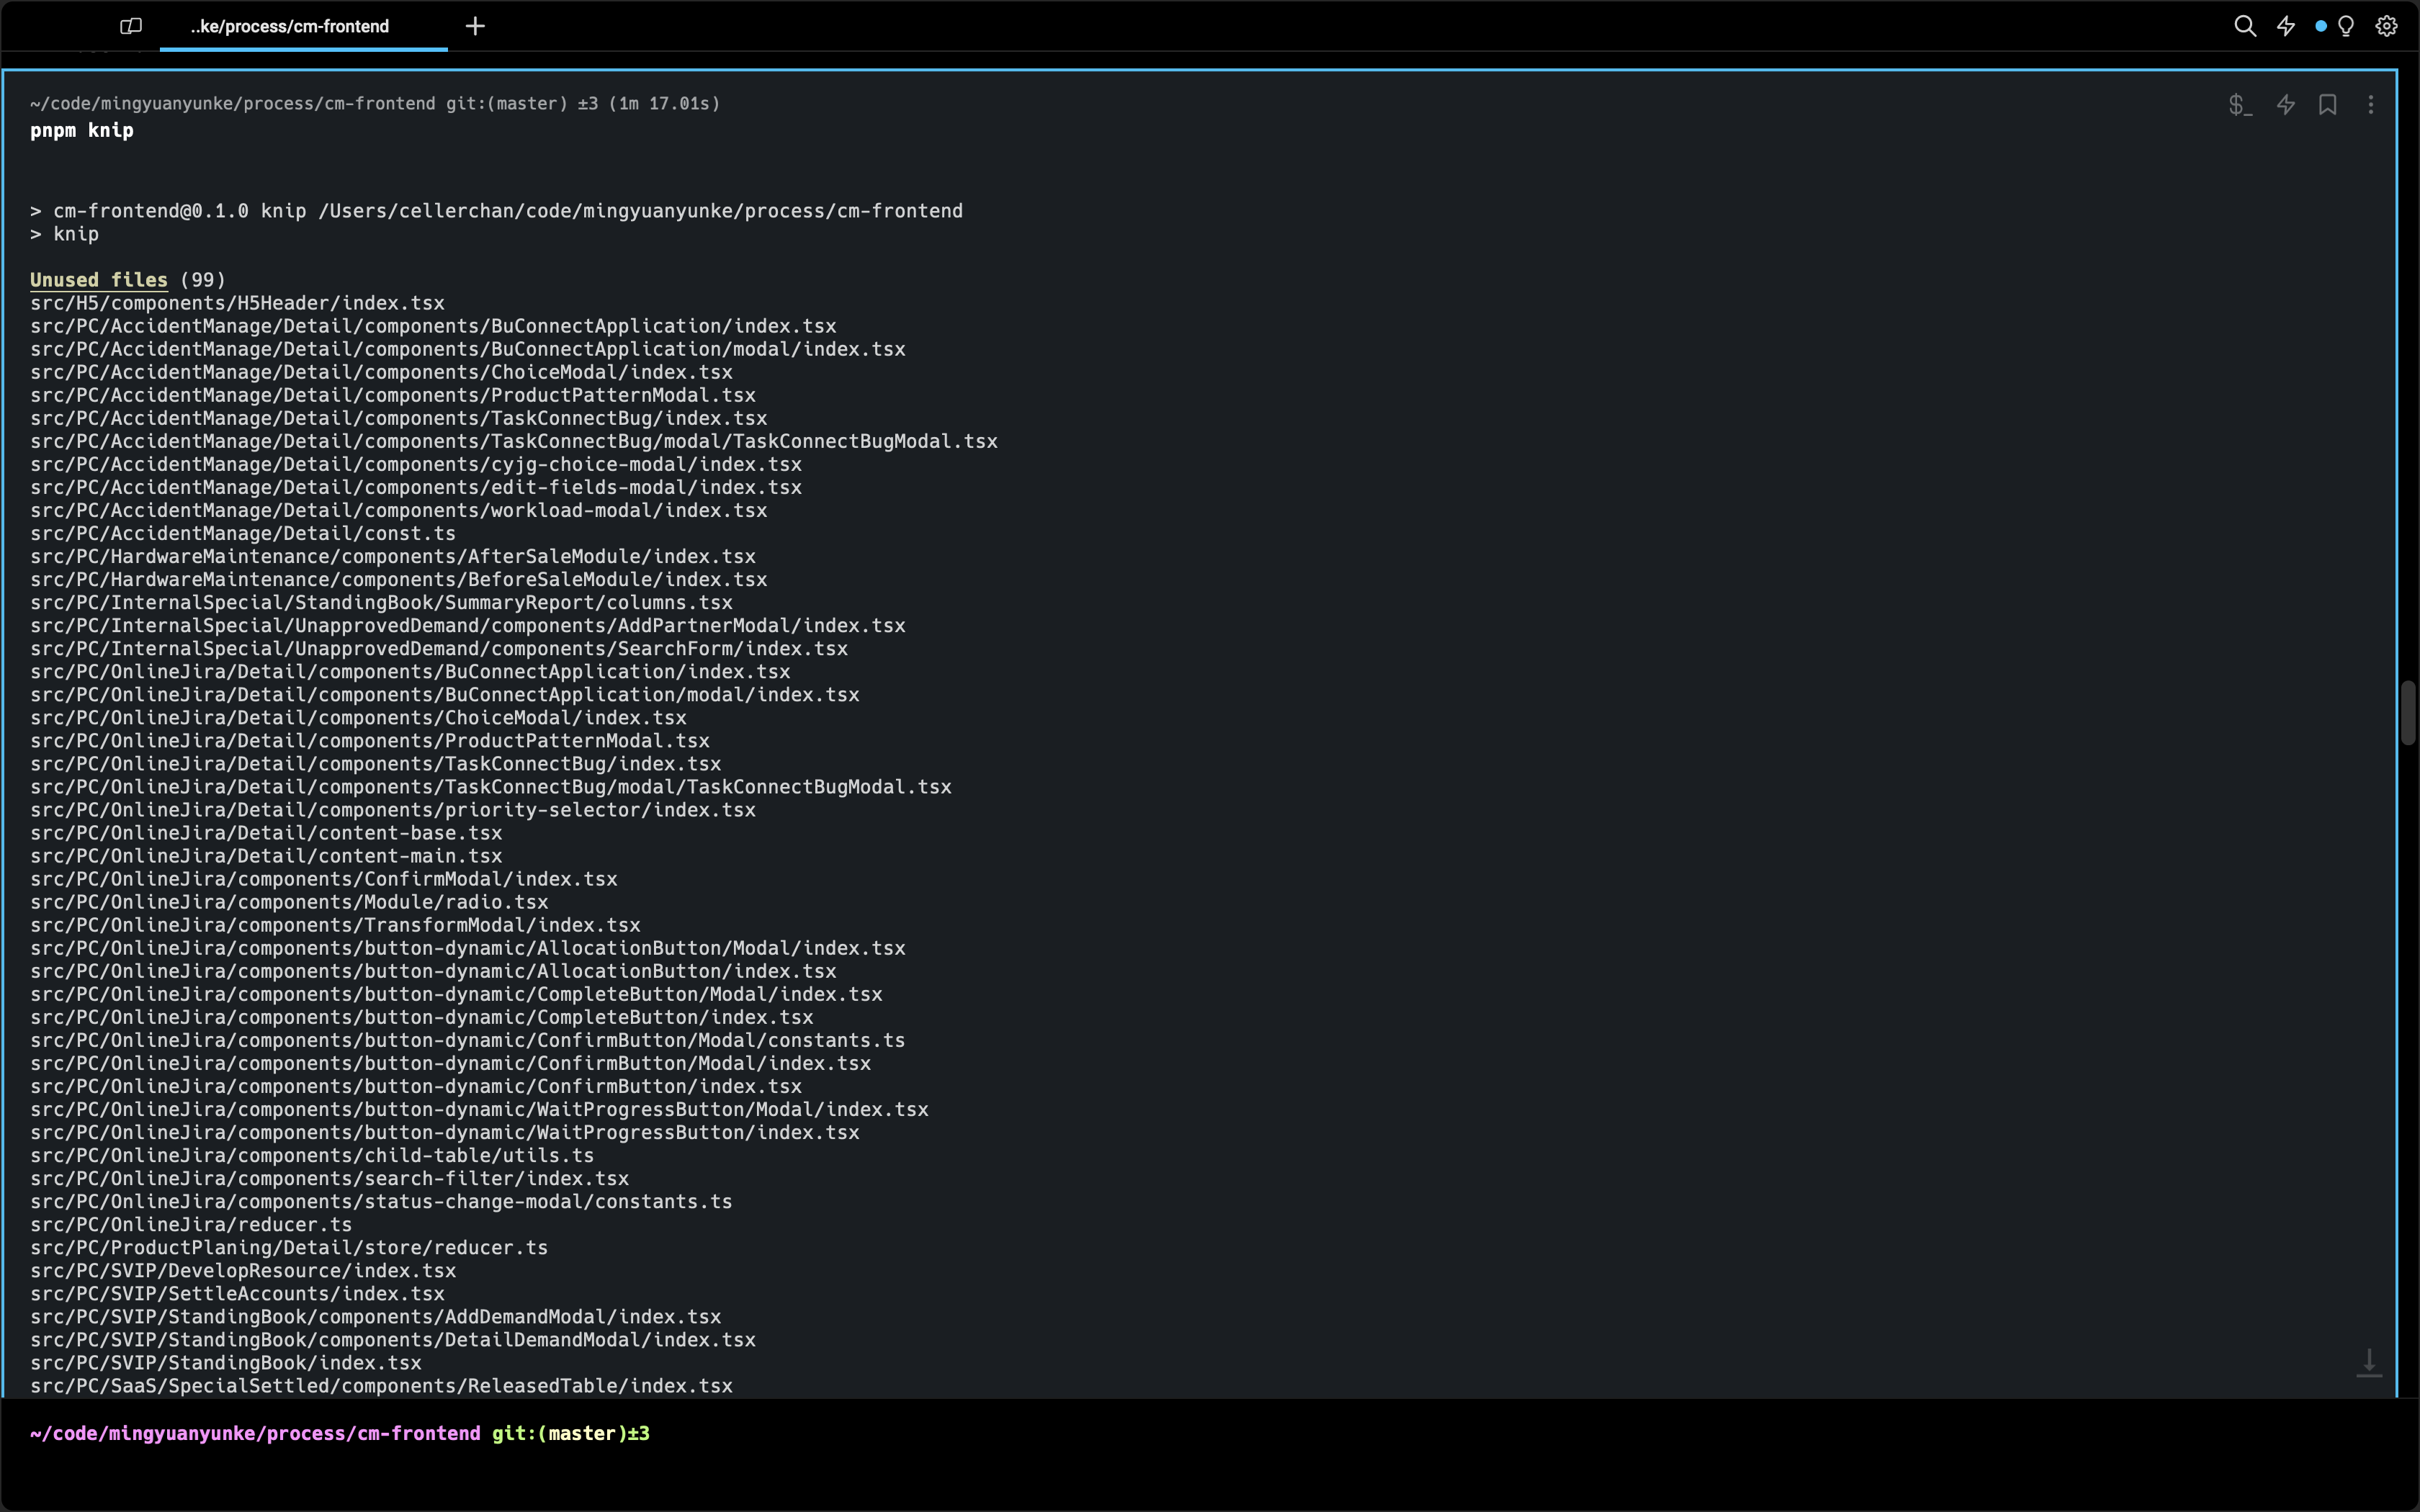 ..ke/process/cm-frontend
~/code/mingyuanyunke/process/cm-frontend git:(master) ±3 (1m 17.01s)
pnpm knip
> cm-frontend@0.1.0 knip /Users/cellerchan/code/mingyuanyunke/process/cm-frontend
> knip
Unused files (99)
src/H5/components/H5Header/index.tsx
src/PC/AccidentManage/Detail/components/BuConnectApplication/index.tsx
src/PC/AccidentManage/Detail/components/BuConnectApplication/modal/index.tsx
src/PC/AccidentManage/Detail/components/ChoiceModal/index.tsx
src/PC/AccidentManage/Detail/components/ProductPatternModal.tsx
src/PC/AccidentManage/Detail/components/TaskConnectBug/index.tsx
src/PC/AccidentManage/Detail/components/TaskConnectBug/modal/TaskConnectBugModal.tsx
src/PC/AccidentManage/Detail/components/cyjg-choice-modal/index.tsx
src/PC/AccidentManage/Detail/components/edit-fields-modal/index.tsx
src/PC/AccidentManage/Detail/components/workload-modal/index.tsx
src/PC/AccidentManage/Detail/const.ts
src/PC/HardwareMaintenance/components/AfterSaleModule/index.tsx
src/PC/HardwareMaintenance/components/BeforeSaleModule/index.tsx
src/PC/InternalSpecial/StandingBook/SummaryReport/columns.tsx
src/PC/InternalSpecial/UnapprovedDemand/components/AddPartnerModal/index.tsx
src/PC/InternalSpecial/UnapprovedDemand/components/SearchForm/index.tsx
src/PC/OnlineJira/Detail/components/BuConnectApplication/index.tsx
src/PC/OnlineJira/Detail/components/BuConnectApplication/modal/index.tsx
src/PC/OnlineJira/Detail/components/ChoiceModal/index.tsx
src/PC/OnlineJira/Detail/components/ProductPatternModal.tsx
src/PC/OnlineJira/Detail/components/TaskConnectBug/index.tsx
src/PC/OnlineJira/Detail/components/TaskConnectBug/modal/TaskConnectBugModal.tsx
src/PC/OnlineJira/Detail/components/priority-selector/index.tsx
src/PC/OnlineJira/Detail/content-base.tsx
src/PC/OnlineJira/Detail/content-main.tsx
src/PC/OnlineJira/components/ConfirmModal/index.tsx
src/PC/OnlineJira/components/Module/radio.tsx
src/PC/OnlineJira/components/TransformModal/index.tsx
src/PC/OnlineJira/components/button-dynamic/AllocationButton/Modal/index.tsx
src/PC/OnlineJira/components/button-dynamic/AllocationButton/index.tsx
src/PC/OnlineJira/components/button-dynamic/CompleteButton/Modal/index.tsx
src/PC/OnlineJira/components/button-dynamic/CompleteButton/index.tsx
src/PC/OnlineJira/components/button-dynamic/ConfirmButton/Modal/constants.ts
src/PC/OnlineJira/components/button-dynamic/ConfirmButton/Modal/index.tsx
src/PC/OnlineJira/components/button-dynamic/ConfirmButton/index.tsx
src/PC/OnlineJira/components/button-dynamic/WaitProgressButton/Modal/index.tsx
src/PC/OnlineJira/components/button-dynamic/WaitProgressButton/index.tsx
src/PC/OnlineJira/components/child-table/utils.ts
src/PC/OnlineJira/components/search-filter/index.tsx
src/PC/OnlineJira/components/status-change-modal/constants.ts
src/PC/OnlineJira/reducer.ts
src/PC/ProductPlaning/Detail/store/reducer.ts
src/PC/SVIP/DevelopResource/index.tsx
src/PC/SVIP/SettleAccounts/index.tsx
src/PC/SVIP/StandingBook/components/AddDemandModal/index.tsx
src/PC/SVIP/StandingBook/components/DetailDemandModal/index.tsx
src/PC/SVIP/StandingBook/index.tsx
src/PC/SaaS/SpecialSettled/components/ReleasedTable/index.tsx
~/code/mingyuanyunke/process/cm-frontend git:(master)±3